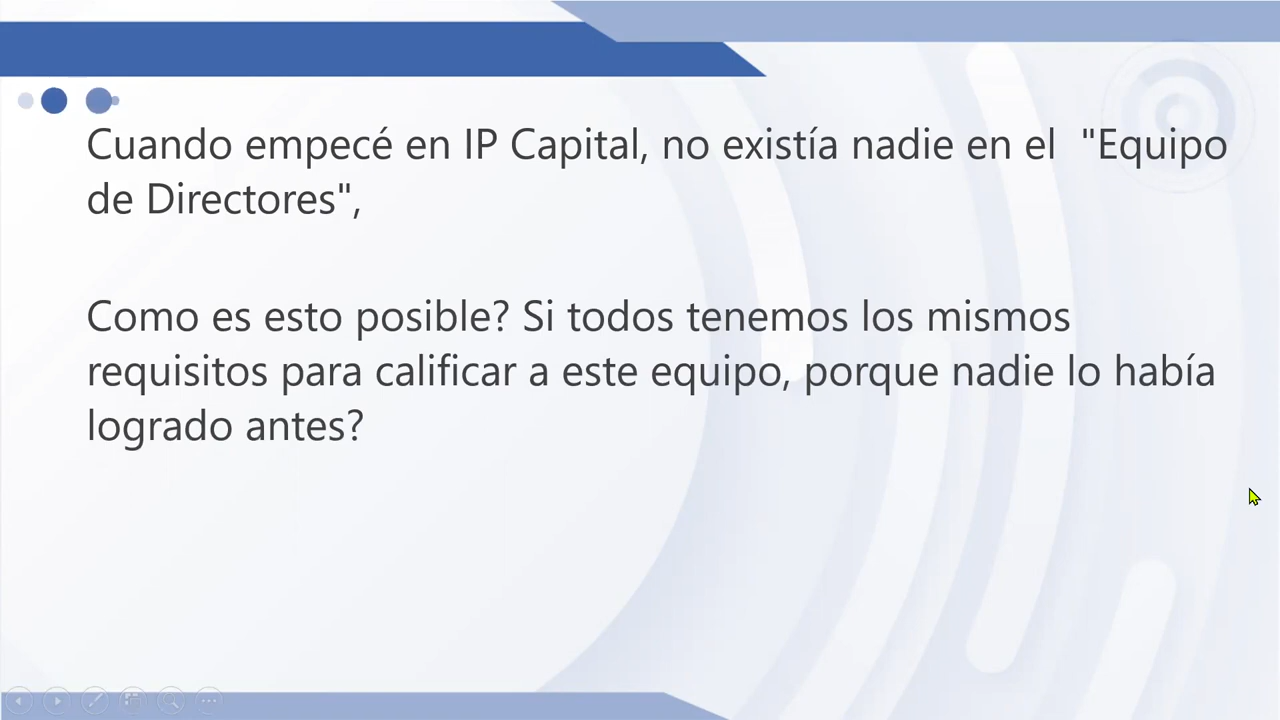 Cuando empecé en IP Capital, no existía nadie en el  "Equipo
de Directores",
Como es esto posible? Si todos tenemos los mismos
requisitos para calificar a este equipo, porque nadie lo había
logrado antes?